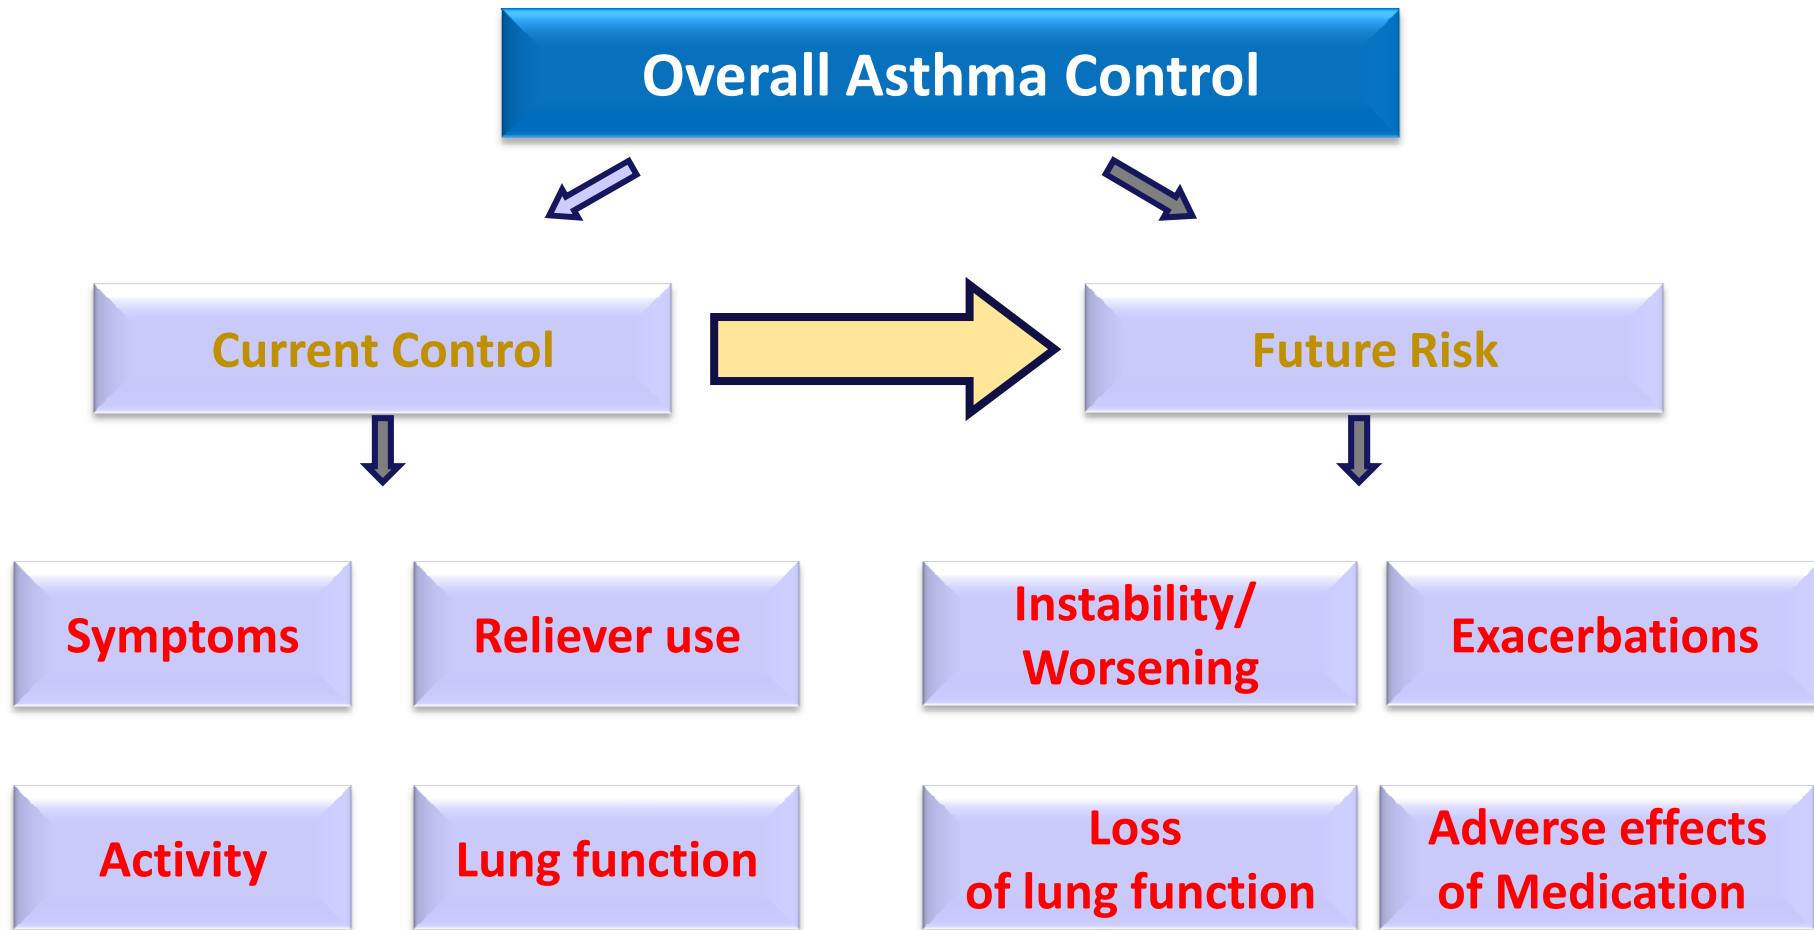 Overall Asthma Control
Current Control
Future Risk
Symptoms
Reliever use
Instability/
Worsening
Exacerbations
Activity
Lung function
Loss
of lung function
Adverse effects
of Medication